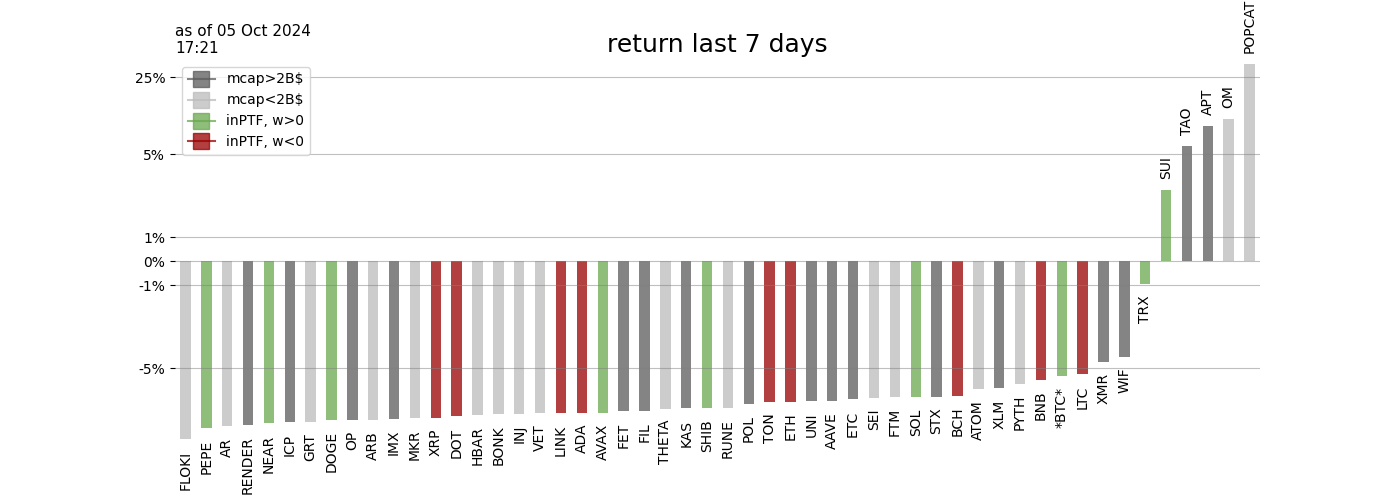 as of 05 Oct 2024
17:21
return last 7 days
mcap>2B$
mcap<2B$
inPTF, w>0
inPTF, w<0
25%
5%
1%
0%
-1%
-5%
FLOKI
PEPE
AR
RENDER
NEAR
ICP
GRT
DOGE
OP
ARB
IMX
MKR
XRP
DOT
HBAR
BONK
INJ
VET
LINK
ADA
AVAX
FET
FIL
THETA
KAS
SHIB
RUNE
POL
TON
ETH
UNI
AAVE
ETC
SEI
FTM
SOL
STX
BCH
ATOM
XLM
PYTH
BNB
*BTC*
LTC
XMR
WIF
TRX
SUI
TAO
APT
OM
POPCAT